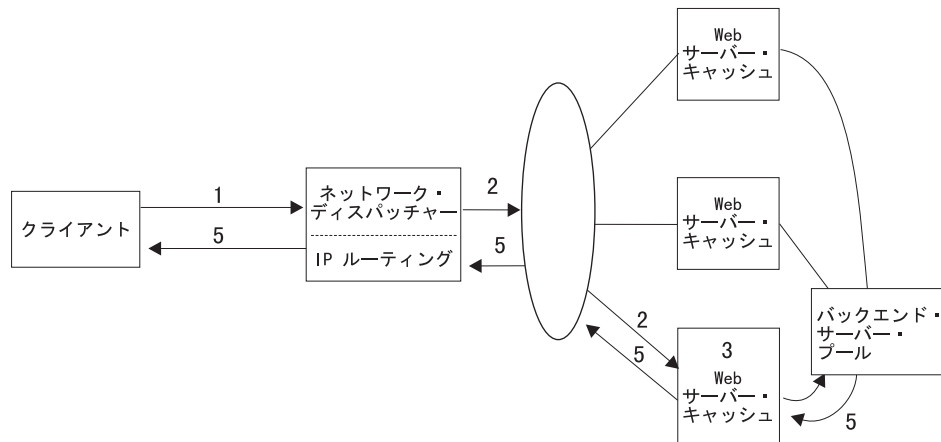 Web
サーバー・
キャッシュ
1
ネットワーク・
ディスパッチャー
2
クライアント
5
IP ルーティング
5
Web
サーバー・
キャッシュ
2
5
バックエンド・
サーバー・
プール
3
Web
サーバー・
キャッシュ
5